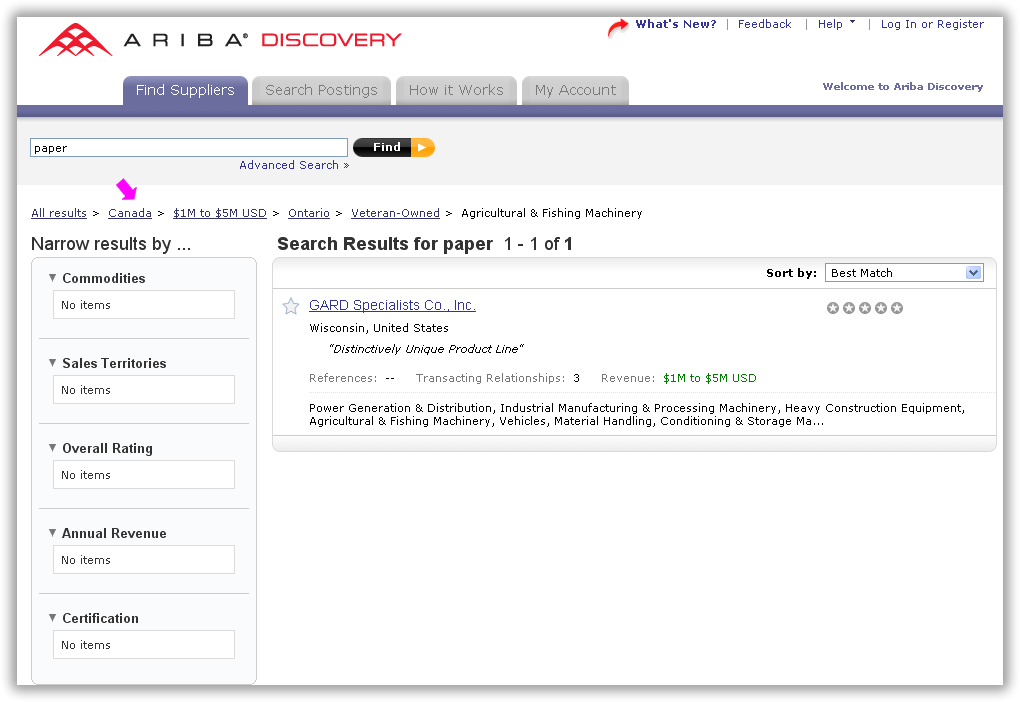 What's New? | Feedback | Help | Log In or Register
ARIBA® DISCOVERY
Find Suppliers Search Postings How it Works My Account
Welcome to Ariba Discovery
paper Find
Advanced Search »
All results > Canada > $1M to $5M USD > Ontario > Veteran-Owned > Agricultural & Fishing Machinery
Narrow results by ...
Commodities
No items
Sales Territories
No items
Overall Rating
No items
Annual Revenue
No items
Certification
No items
Search Results for paper 1 - 1 of 1
Sort by: Best Match
GARD Specialists Co., Inc.
Wisconsin, United States
“Distinctively Unique Product Line”
References: -- Transacting Relationships: 3 Revenue: $1M to $5M USD
Power Generation & Distribution, Industrial Manufacturing & Processing Machinery, Heavy Construction Equipment,
Agricultural & Fishing Machinery, Vehicles, Material Handling, Conditioning & Storage Ma...